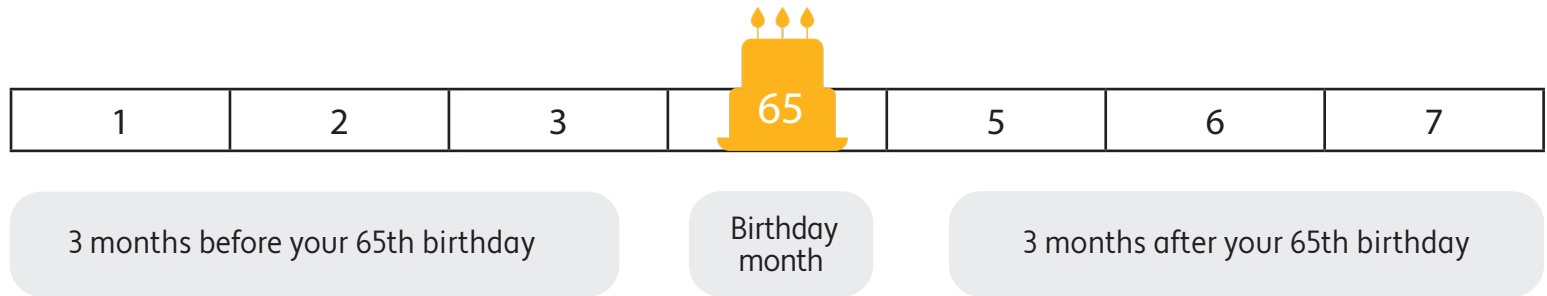 1 2 3 65 5 6 7
3 months before your 65th birthday
Birthday
month
3 months after your 65th birthday